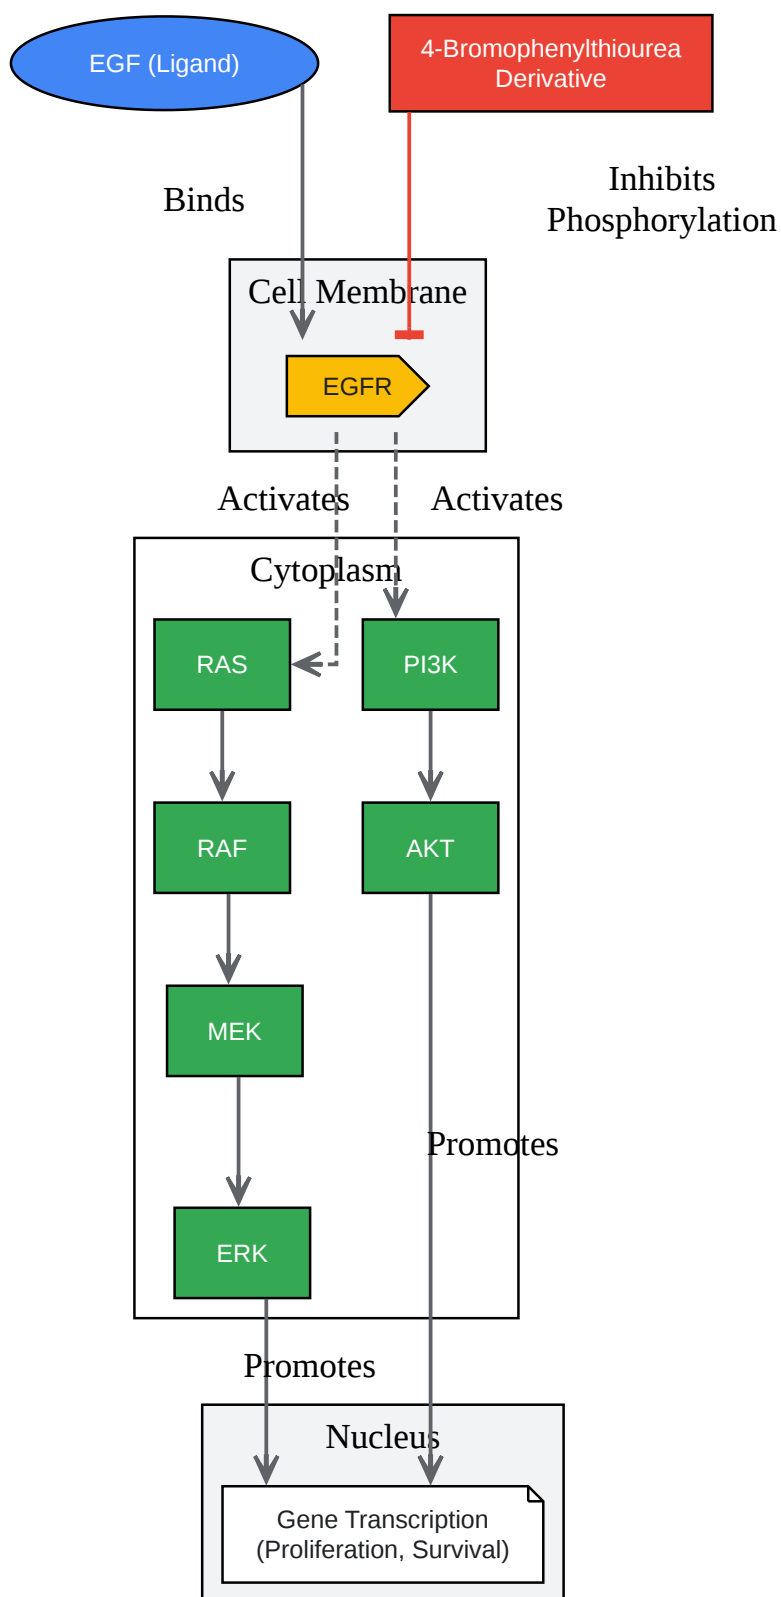 EGF (Ligand)
4-Bromophenylthiourea
Derivative
Binds
Inhibits
Phosphorylation
Cell Membrane
EGFR
Activates
Activates
Cytoplasm
RAS
PI3K
RAF
AKT
MEK
Promotes
ERK
Promotes
Nucleus
Gene Transcription
(Proliferation, Survival)